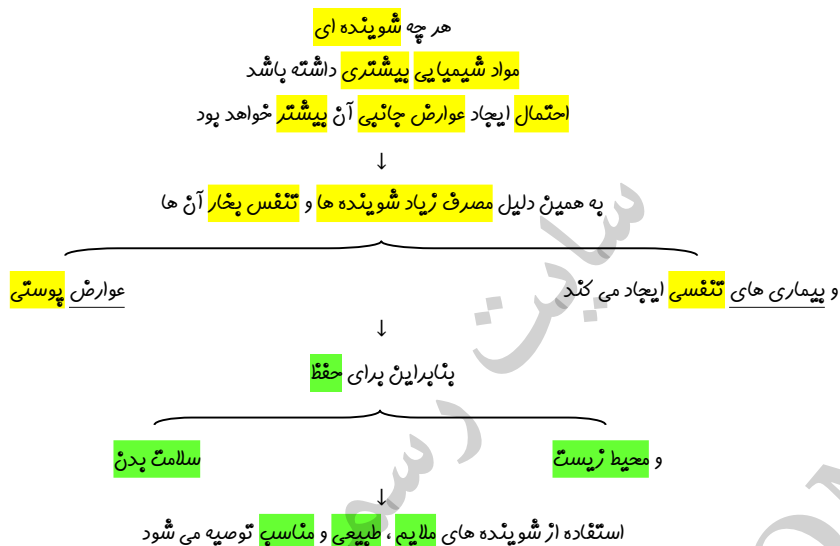 هر چه شوینده ای
مواد شیمیایی بیشتری داشته باشد
احتمال ایجاد عوارض جانبی آن بیشتر خواهد بود
↓
به همین دلیل مصرف زیاد شوینده ها و تنفس بخار آن ها
و بیماری های تنفسی ایجاد می کند
عوارض پوستی
↓
بنابراین برای حفظ
و محیط زیست
سلامت بدن
↓
استفاده از شوینده های ملایم ، طبیعی و مناسب توصیه می شود
سایت رسم